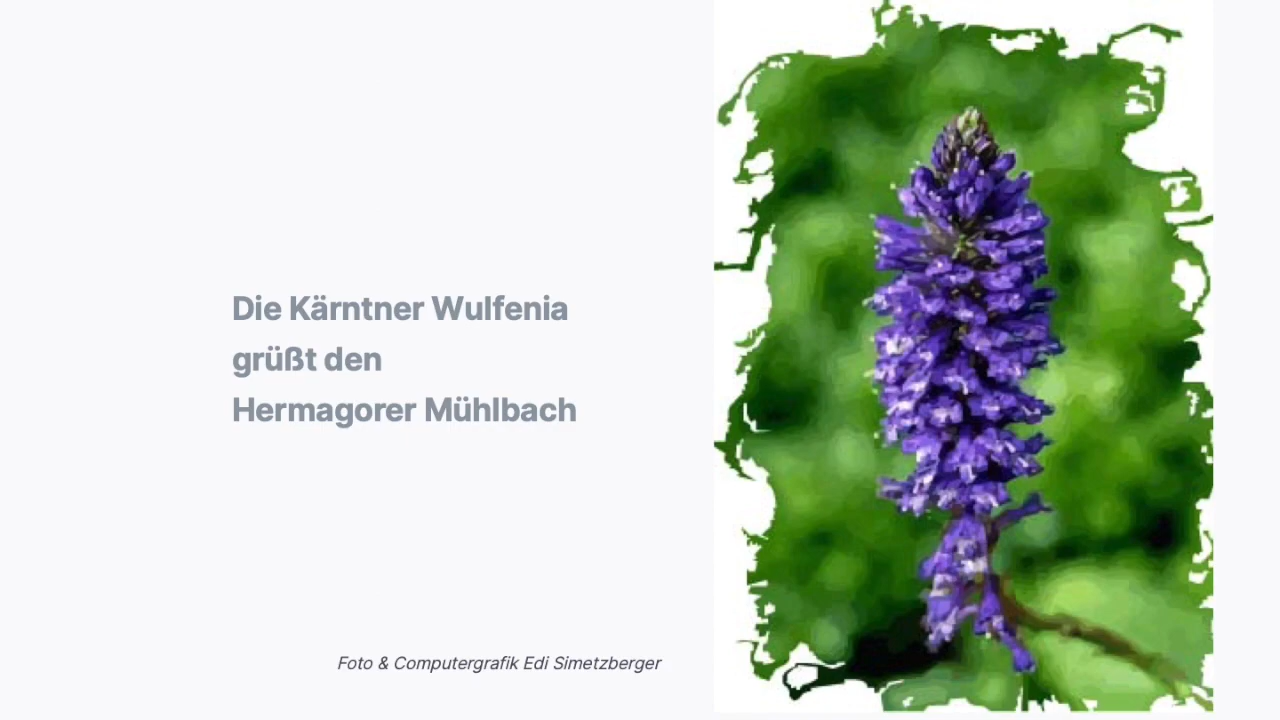 Die Kärntner Wulfenia
grüßt den
Hermagorer Mühlbach
Foto & Computergrafik Edi Simetzberger